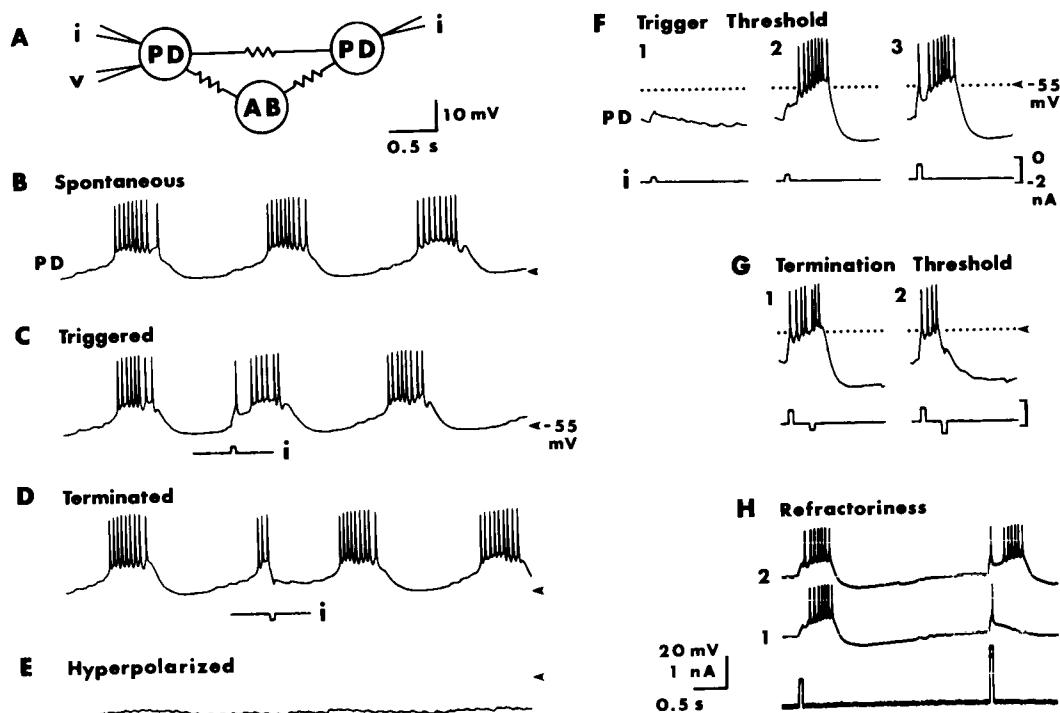 A
i
v
PD
PD
i
AB
10 mV
0.5 s
B Spontaneous
PD
C Triggered
-55
mV
i
D Terminated
i
E Hyperpolarized
F Trigger Threshold
1
2
3
-55
mV
PD
i
0
-2
nA
G Termination Threshold
1
2
H Refractoriness
2
1
20 mV
1 nA
0.5 s